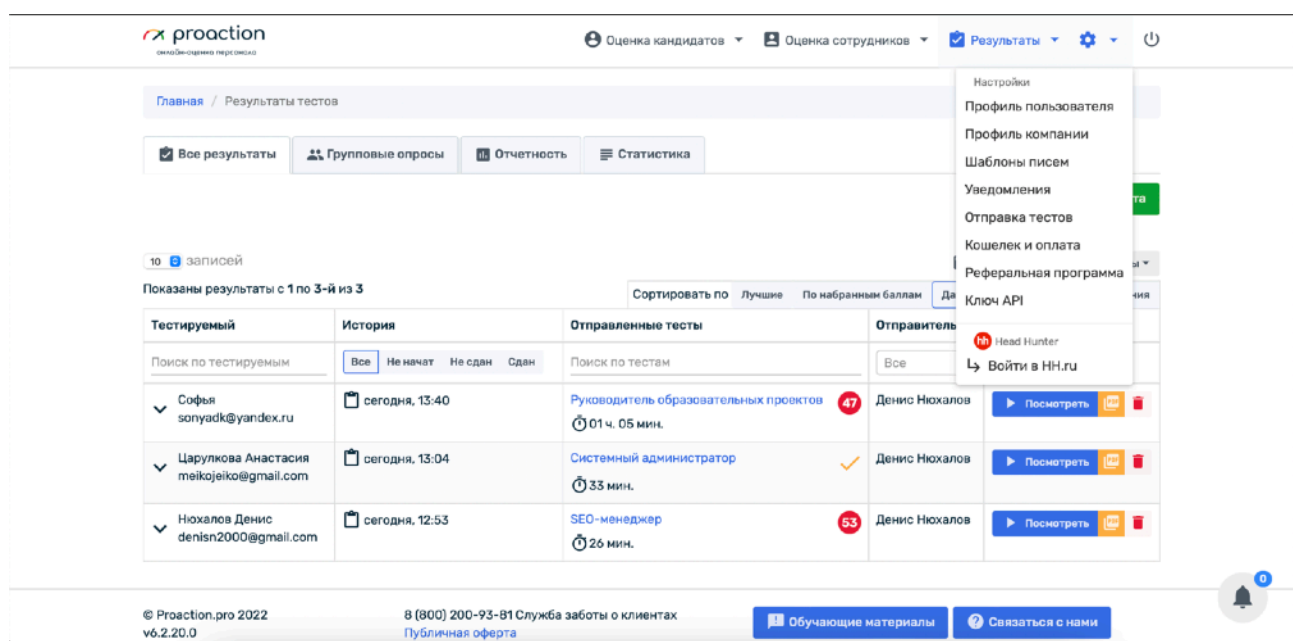 proaction
онлайн-оценка персонала
Оценка кандидатов
Оценка сотрудников
Результаты
Главная / Результаты тестов
Все результаты
Групповые опросы
Отчетность
Статистика
Настройки
Профиль пользователя
Профиль компании
Шаблоны писем
Уведомления
Отправка тестов
Кошелек и оплата
Реферальная программа
Ключ API
hh Head Hunter
Войти в HH.ru
та
10 записей
ы
Показаны результаты с 1 по 3-й из 3
Сортировать по Лучшие По набранным баллам Да
ния
Тестируемый История Отправленные тесты Отправитель
Поиск по тестируемым Все Не начат Не сдан Сдан Поиск по тестам Все
Софья сегодня, 13:40 Руководитель образовательных проектов 47 Денис Нюхалов Посмотреть
sonyadk@yandex.ru 01 ч. 05 мин.
Царулкова Анастасия сегодня, 13:04 Системный администратор Денис Нюхалов Посмотреть
meikojeiko@gmail.com 33 мин.
Нюхалов Денис сегодня, 12:53 SEO-менеджер 53 Денис Нюхалов Посмотреть
denisn2000@gmail.com 26 мин.
0
© Proaction.pro 2022 8 (800) 200-93-81 Служба заботы о клиентах Обучающие материалы Связаться с нами
v6.2.20.0 Публичная оферта